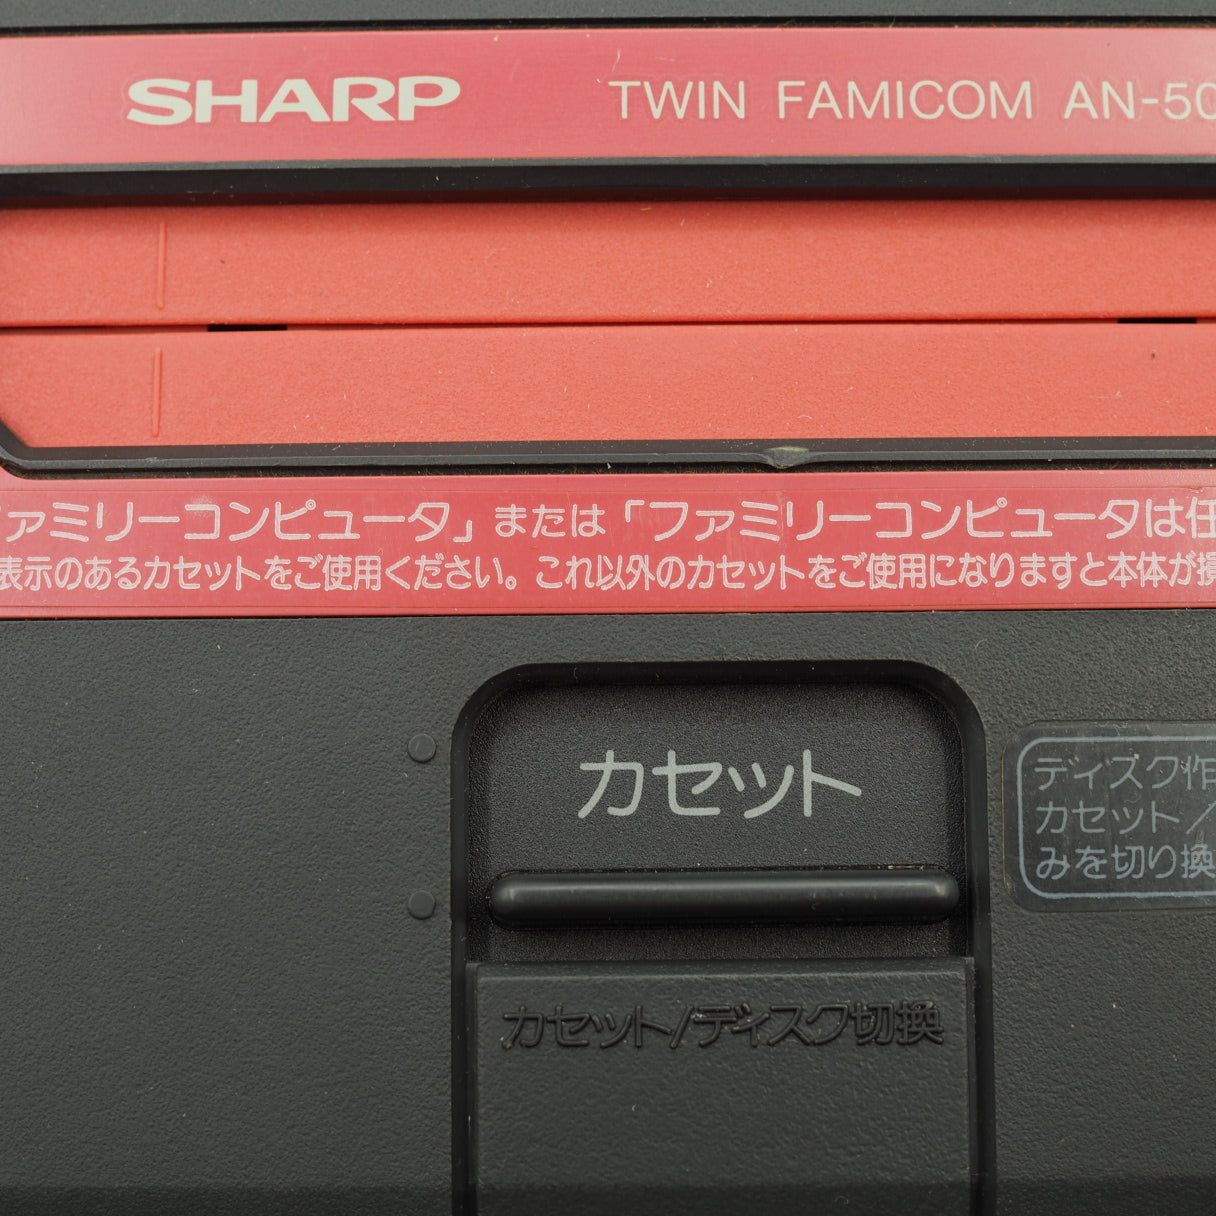 SHARP TWIN FAMICOM AN-50
ファミリーコンピュータ」または「ファミリーコンピュータは任
表示のあるカセットをご使用ください。これ以外のカセットをご使用になりますと本体が損
カセット
ディスク作
カセット/
みを切り換
カセット/ディスク切換